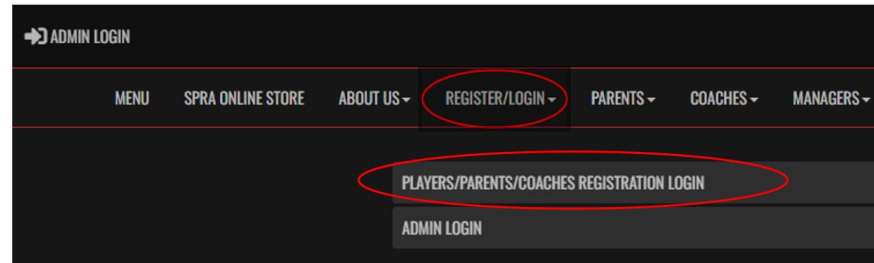 ADMIN LOGIN
MENU SPRA ONLINE STORE ABOUT US REGISTER/LOGIN PARENTS COACHES MANAGERS
PLAYERS/PARENTS/COACHES REGISTRATION LOGIN
ADMIN LOGIN